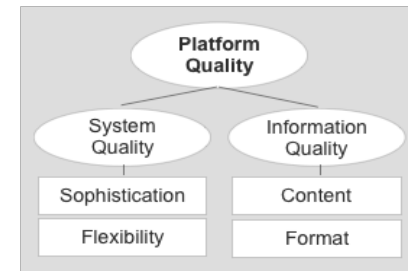 Platform
Quality
System
Quality
Information
Quality
Sophistication
Content
Flexibility
Format